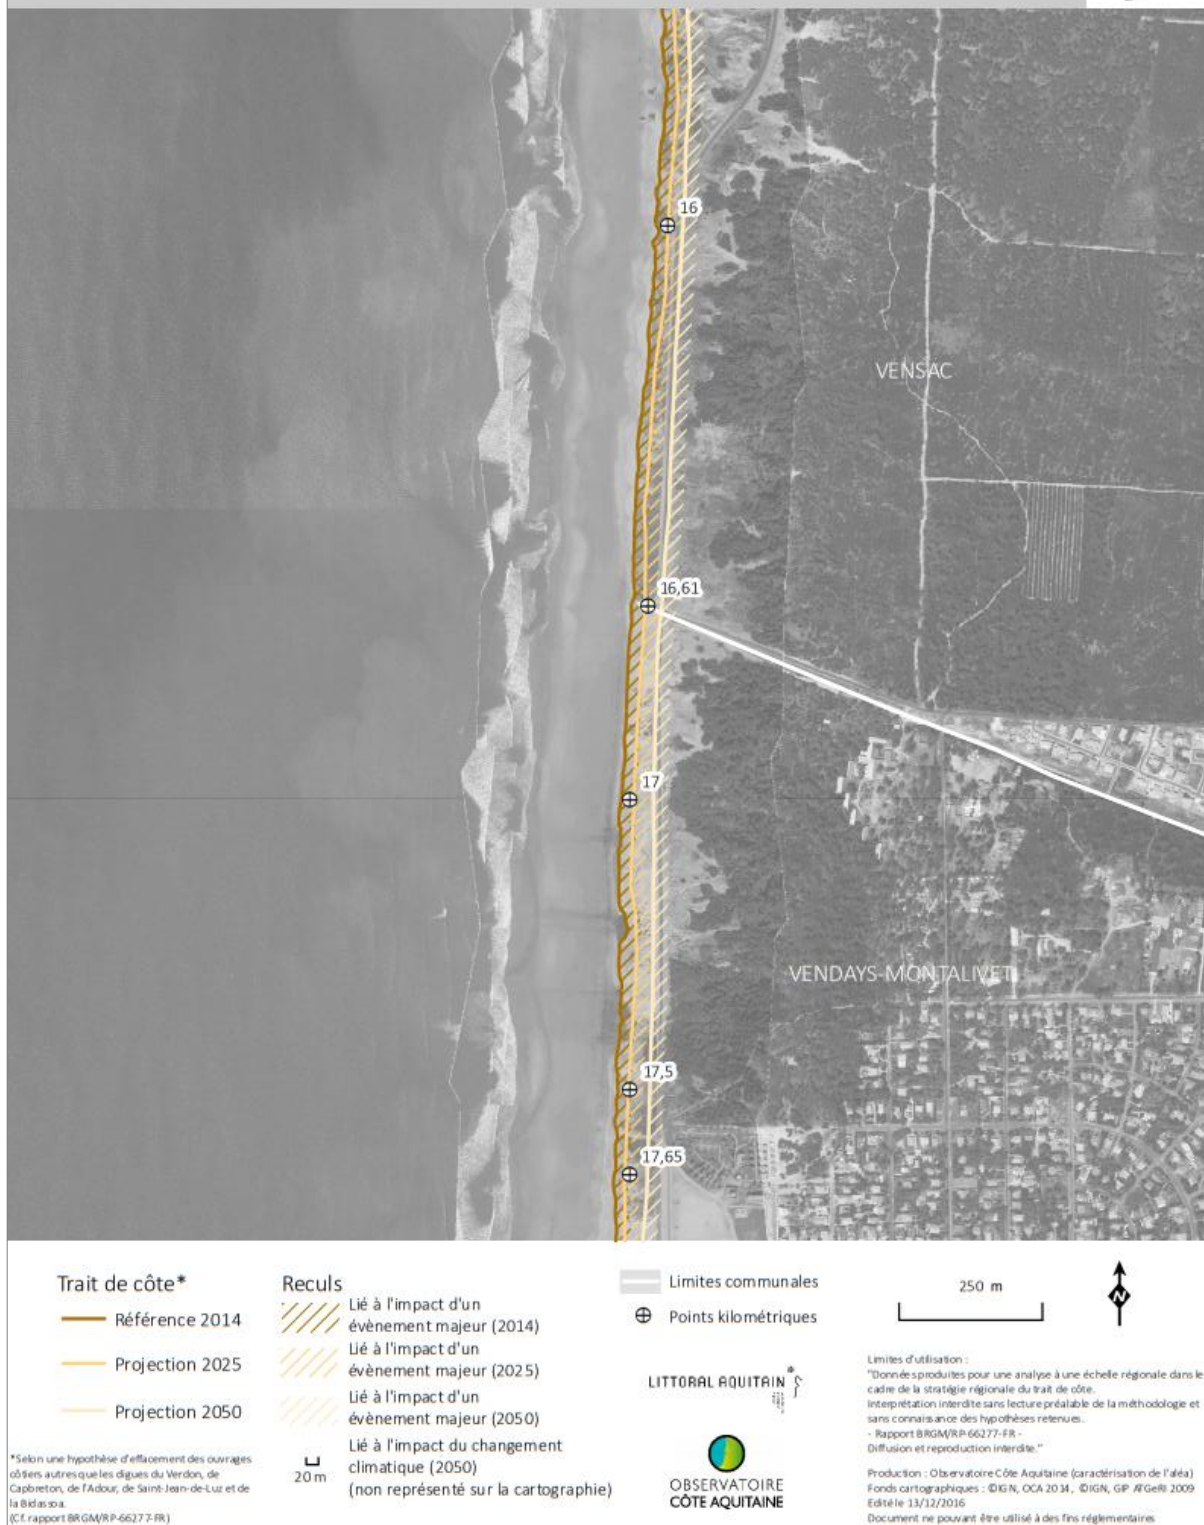 16
VENSAC
16,61
17
VENDAYS-MONTALIVET
17,5
17,65
Trait de côte*
Référence 2014
Projection 2025
Projection 2050
*Selon une hypothèse d'effacement des ouvrages
côtiers autres que les digues du Verdon, de
Capbreton, de l'Adour, de Saint-Jean-de-Luz et de
la Bidassoa.
(Cf. rapport BRGM/RP-66277-FR)
Reculs
Lié à l'impact d'un
évènement majeur (2014)
Lié à l'impact d'un
évènement majeur (2025)
Lié à l'impact d'un
évènement majeur (2050)
20 m
Lié à l'impact du changement
climatique (2050)
(non représenté sur la cartographie)
Limites communales
Points kilométriques
LITTORAL AQUITAIN
OBSERVATOIRE
CÔTE AQUITAINE
250 m
N
Limites d'utilisation :
"Données produites pour une analyse à une échelle régionale dans le
cadre de la stratégie régionale du trait de côte.
Interprétation interdite sans lecture préalable de la méthodologie et
sans connaissance des hypothèses retenues.
- Rapport BRGM/RP-66277-FR -
Diffusion et reproduction interdite."
Production : Observatoire Côte Aquitaine (caractérisation de l'aléa)
Fonds cartographiques : ©IGN, OCA 2014, ©IGN, GIP ATGeRI 2009
Edité le 13/12/2016
Document ne pouvant être utilisé à des fins réglementaires